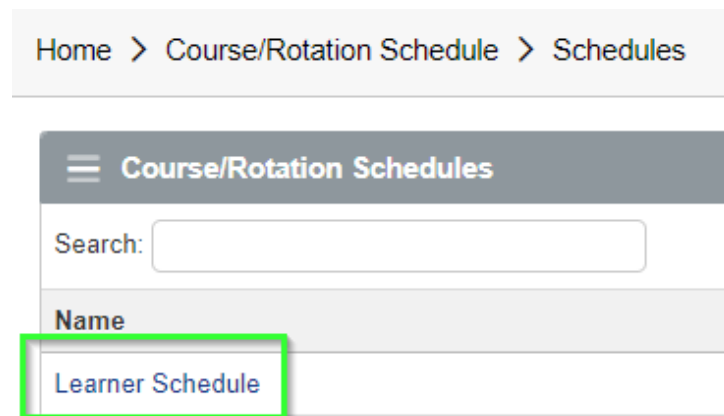 Home > Course/Rotation Schedule > Schedules
Course/Rotation Schedules
Search:
Name
Learner Schedule